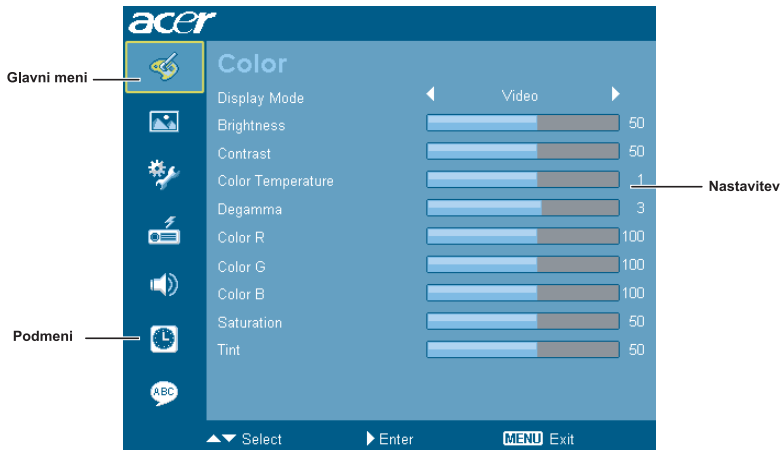 acer
Glavni meni
Color
Display Mode Video
Brightness 50
Contrast 50
Color Temperature 1
Nastavitev
Degamma 3
Color R 100
Color G 100
Color B 100
Saturation 50
Podmeni
Tint 50
ABC
Select Enter MENU Exit